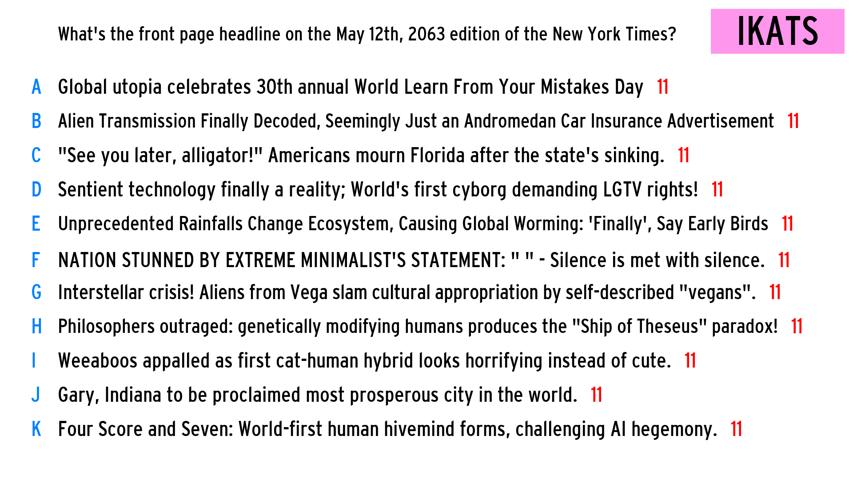 What's the front page headline on the May 12th, 2063 edition of the New York Times?
IKATS
A Global utopia celebrates 30th annual World Learn From Your Mistakes Day 11
B Alien Transmission Finally Decoded, Seemingly Just an Andromedan Car Insurance Advertisement 11
C "See you later, alligator!" Americans mourn Florida after the state's sinking. 11
D Sentient technology finally a reality; World's first cyborg demanding LGTV rights! 11
E Unprecedented Rainfalls Change Ecosystem, Causing Global Worming: 'Finally', Say Early Birds 11
F NATION STUNNED BY EXTREME MINIMALIST'S STATEMENT: " " - Silence is met with silence. 11
G Interstellar crisis! Aliens from Vega slam cultural appropriation by self-described "vegans". 11
H Philosophers outraged: genetically modifying humans produces the "Ship of Theseus" paradox! 11
I Weeaboos appalled as first cat-human hybrid looks horrifying instead of cute. 11
J Gary, Indiana to be proclaimed most prosperous city in the world. 11
K Four Score and Seven: World-first human hivemind forms, challenging AI hegemony. 11